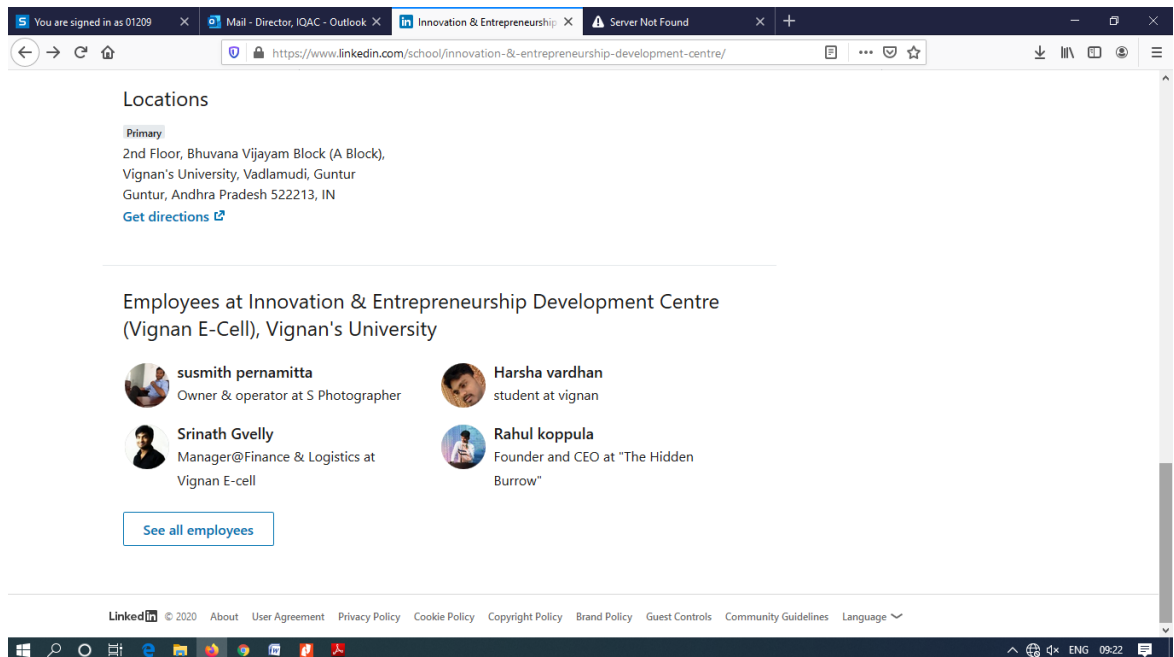 You are signed in as 01209
Mail - Director, IQAC - Outlook
Innovation & Entrepreneurship
Server Not Found
https://www.linkedin.com/school/innovation-&-entrepreneurship-development-centre/
Locations
Primary
2nd Floor, Bhuvana Vijayam Block (A Block),
Vignan's University, Vadlamudi, Guntur
Guntur, Andhra Pradesh 522213, IN
Get directions
Employees at Innovation & Entrepreneurship Development Centre
(Vignan E-Cell), Vignan's University
susmith pernamitta
Owner & operator at S Photographer
Harsha vardhan
student at vignan
Srinath Gvelly
Manager@Finance & Logistics at
Vignan E-cell
Rahul koppula
Founder and CEO at "The Hidden
Burrow"
See all employees
Linked in © 2020 About User Agreement Privacy Policy Cookie Policy Copyright Policy Brand Policy Guest Controls Community Guidelines Language
ENG 09:22